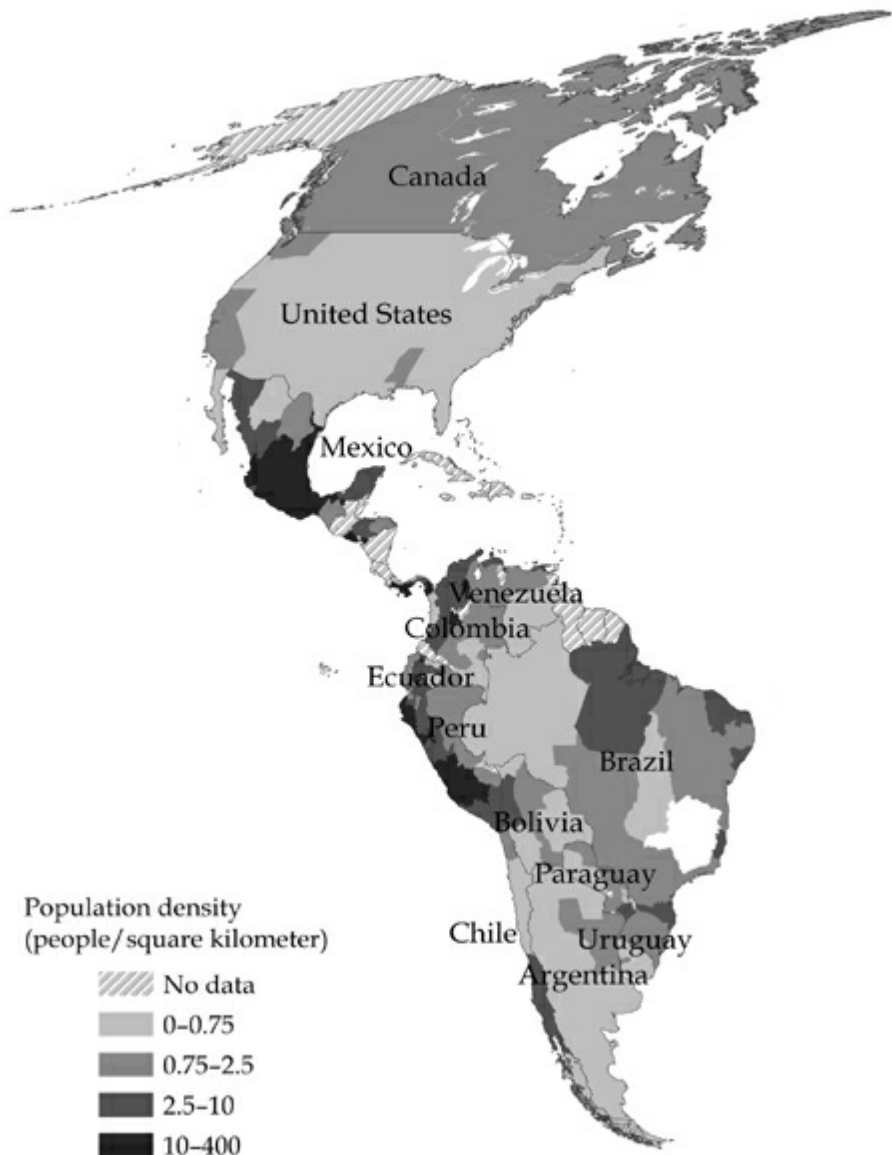 Canada
United States
Mexico
Venezuela
Colombia
Ecuador
Peru
Brazil
Bolivia
Paraguay
Chile
Uruguay
Argentina
Population density
(people/square kilometer)
No data
0–0.75
0.75–2.5
2.5–10
10–400